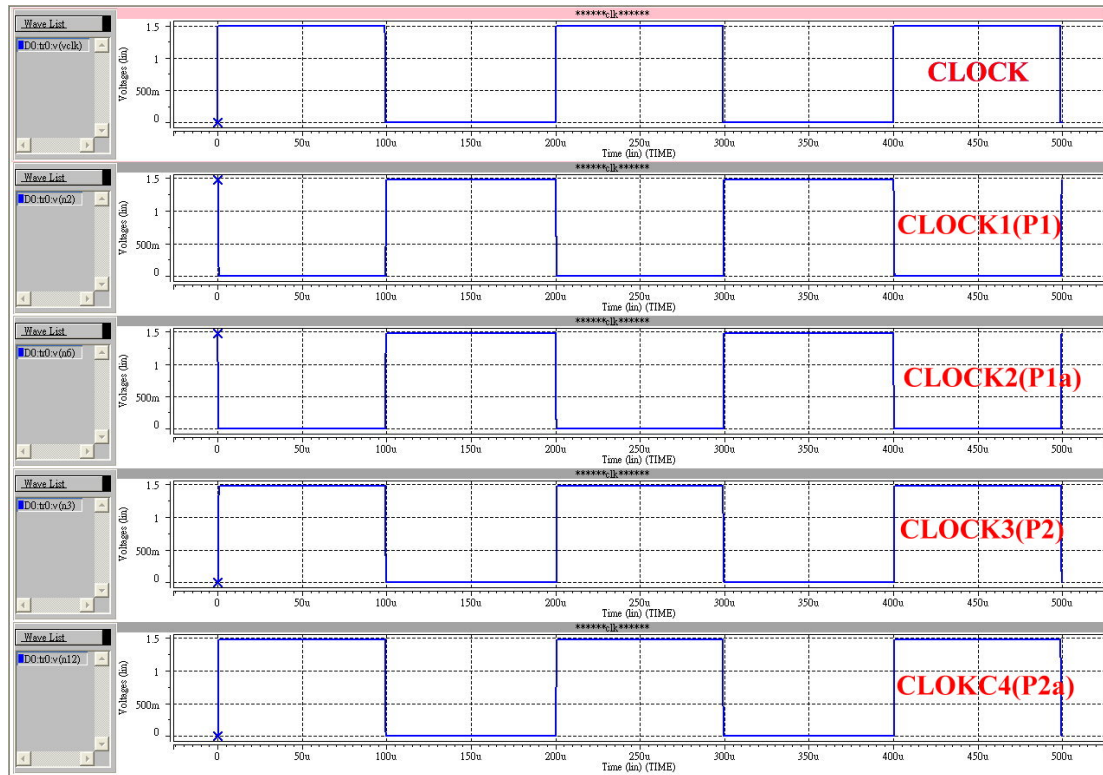 ******clk******
Wave List
D0:tr0:v(vclk)
Voltages (lin)
1.5
1
500m
0
CLOCK
0 50u 100u 150u 200u 250u 300u 350u 400u 450u 500u
Time (lin) (TIME)
******clk******
Wave List
D0:tr0:v(n2)
Voltages (lin)
1.5
1
500m
0
CLOCK1(P1)
0 50u 100u 150u 200u 250u 300u 350u 400u 450u 500u
Time (lin) (TIME)
******clk******
Wave List
D0:tr0:v(n6)
Voltages (lin)
1.5
1
500m
0
CLOCK2(P1a)
0 50u 100u 150u 200u 250u 300u 350u 400u 450u 500u
Time (lin) (TIME)
******clk******
Wave List
D0:tr0:v(n3)
Voltages (lin)
1.5
1
500m
0
CLOCK3(P2)
0 50u 100u 150u 200u 250u 300u 350u 400u 450u 500u
Time (lin) (TIME)
******clk******
Wave List
D0:tr0:v(n12)
Voltages (lin)
1.5
1
500m
0
CLOKC4(P2a)
0 50u 100u 150u 200u 250u 300u 350u 400u 450u 500u
Time (lin) (TIME)